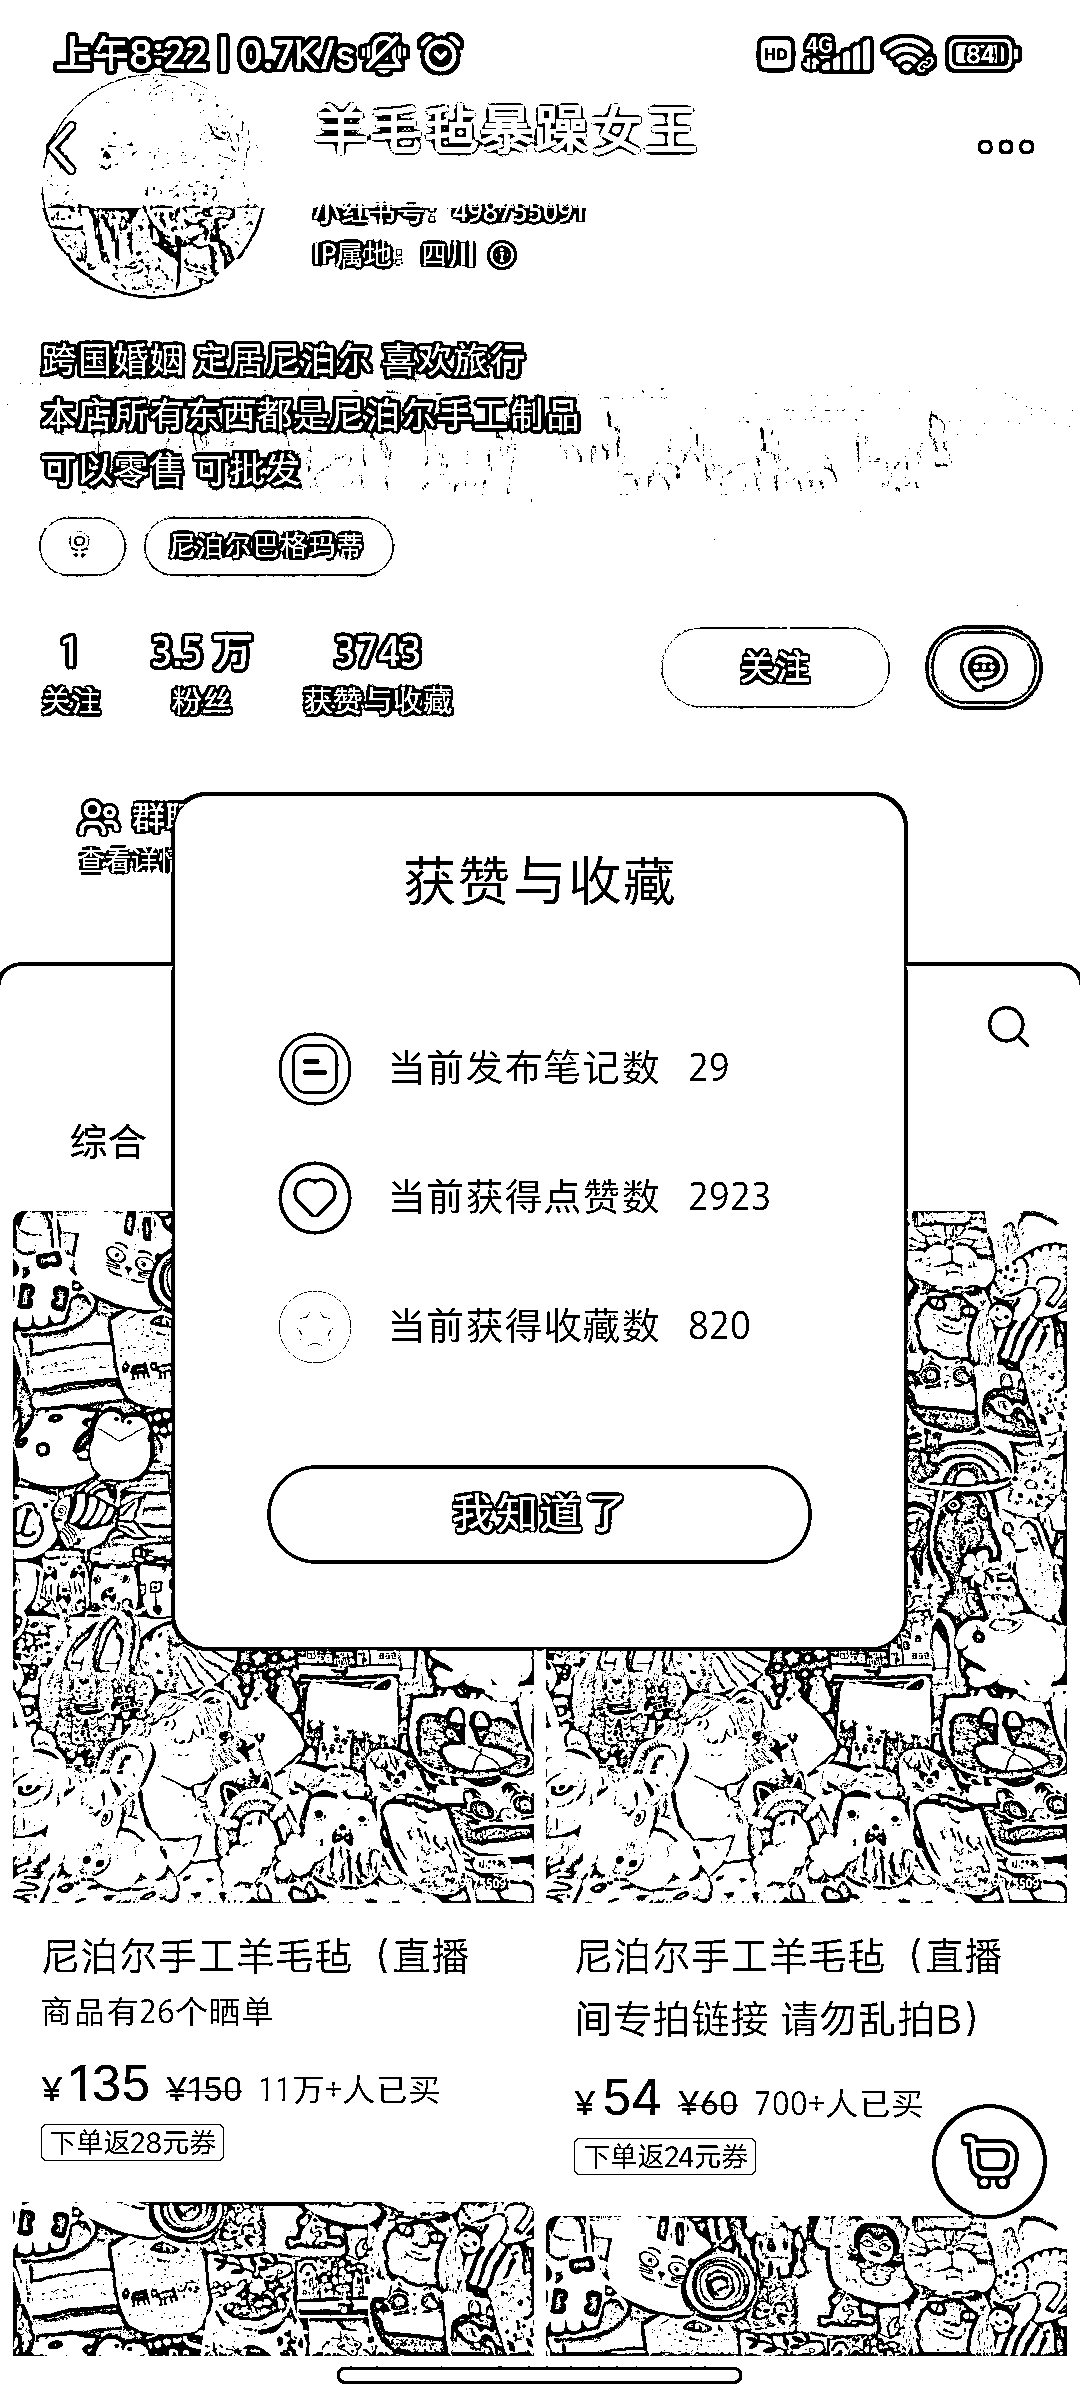 上午8:22 | 0.7K/s
HD 4G 84
羊毛毡暴躁女王
小红书号：498755091
IP属地：四川
跨国婚姻 定居尼泊尔 喜欢旅行
本店所有东西都是尼泊尔手工制品
可以零售 可批发
尼泊尔巴格玛蒂
1 3.5万 3743
关注 粉丝 获赞与收藏
关注
群
查看详
获赞与收藏
当前发布笔记数 29
综合
当前获得点赞数 2923
当前获得收藏数 820
我知道了
尼泊尔手工羊毛毡（直播
商品有26个晒单
¥135 ¥150 11万+人已买
下单返28元券
尼泊尔手工羊毛毡（直播
间专拍链接 请勿乱拍B）
¥54 ¥60 700+人已买
下单返24元券